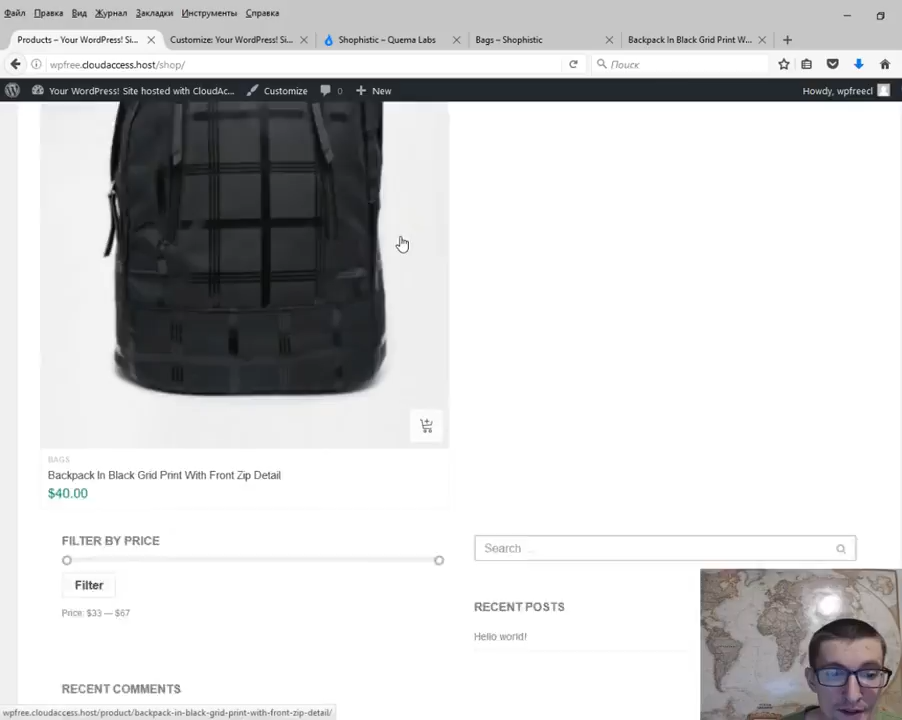 Файл Правка Вид Журнал Закладки Инструменты Справка
Products – Your WordPress! Si... Customize: Your WordPress! Si... Shophistic – Quema Labs Bags – Shophistic Backpack In Black Grid Print W...
wpfree.cloudaccess.host/shop/ Поиск
Your WordPress! Site hosted with CloudAc... Customize 0 New Howdy, wpfreecl
BAGS
Backpack In Black Grid Print With Front Zip Detail
$40.00
FILTER BY PRICE
Search ...
Filter
RECENT POSTS
Price: $33 — $67
Hello world!
RECENT COMMENTS
wpfree.cloudaccess.host/product/backpack-in-black-grid-print-with-front-zip-detail/